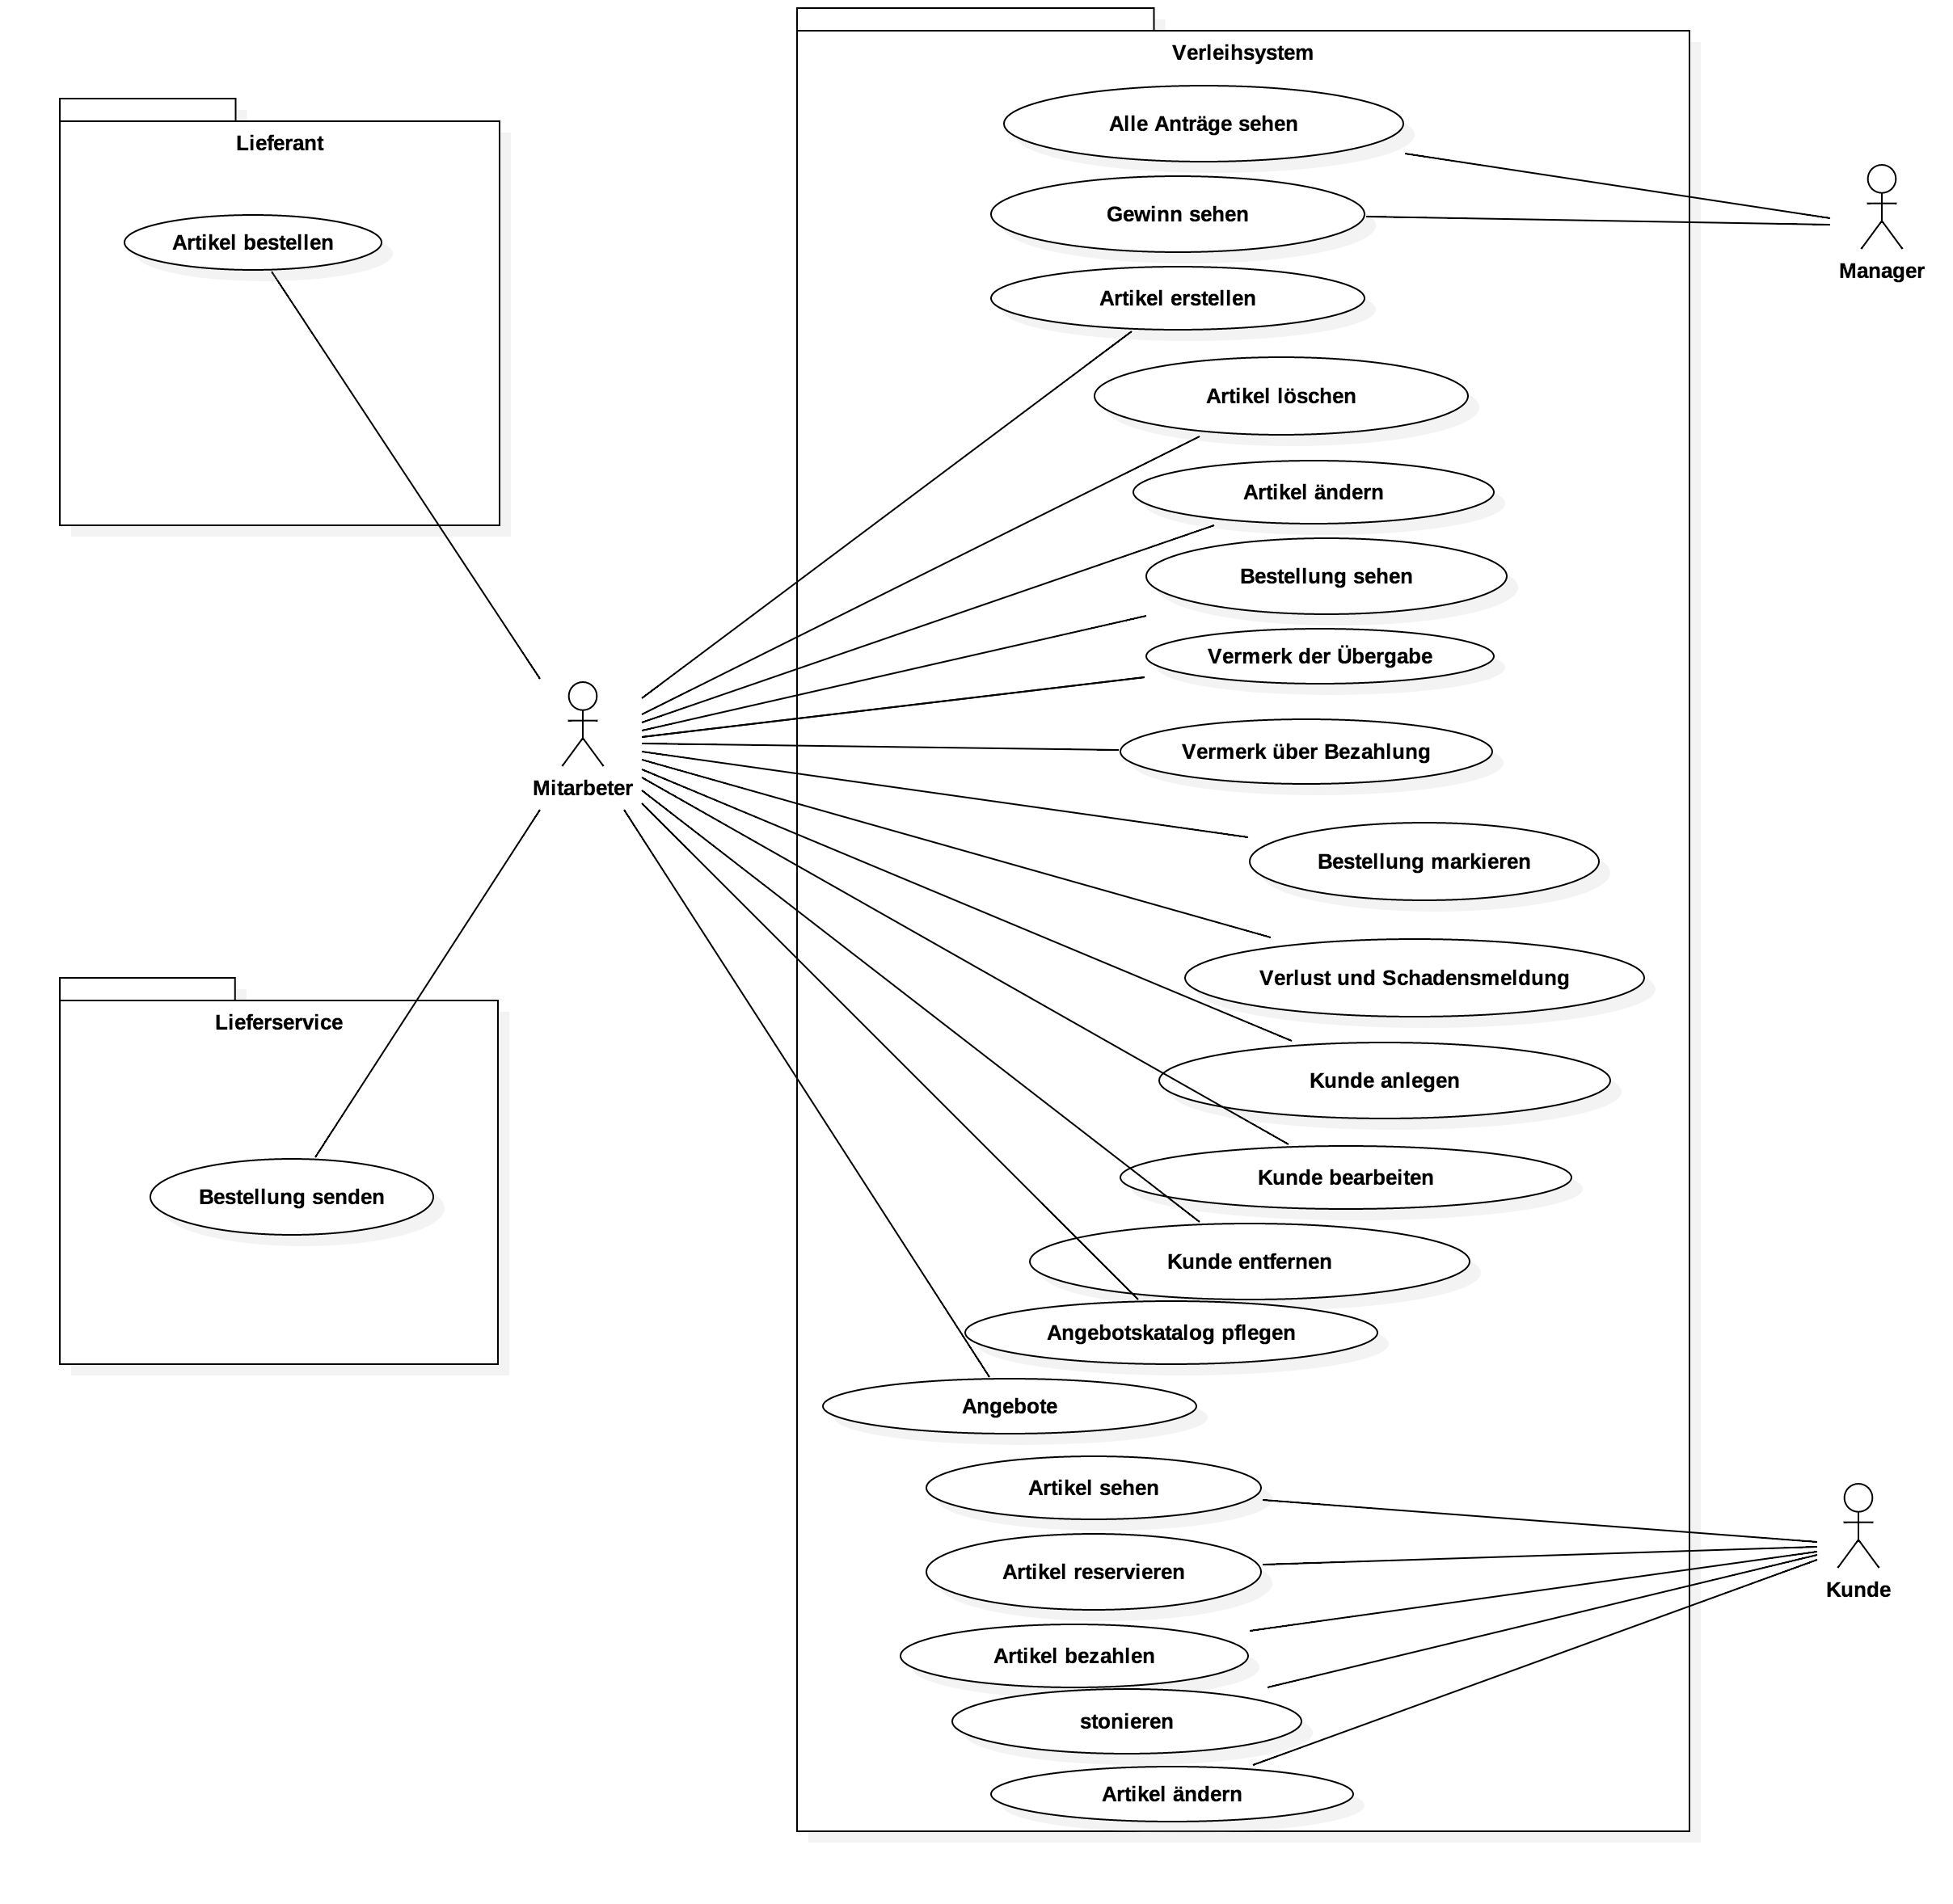 Verleihsystem
Alle Anträge sehen
Lieferant
Gewinn sehen
Artikel bestellen
Manager
Artikel erstellen
Artikel löschen
Artikel ändern
Bestellung sehen
Vermerk der Übergabe
Vermerk über Bezahlung
Mitarbeter
Bestellung markieren
Verlust und Schadensmeldung
Lieferservice
Kunde anlegen
Kunde bearbeiten
Bestellung senden
Kunde entfernen
Angebotskatalog pflegen
Angebote
Artikel sehen
Artikel reservieren
Kunde
Artikel bezahlen
stonieren
Artikel ändern